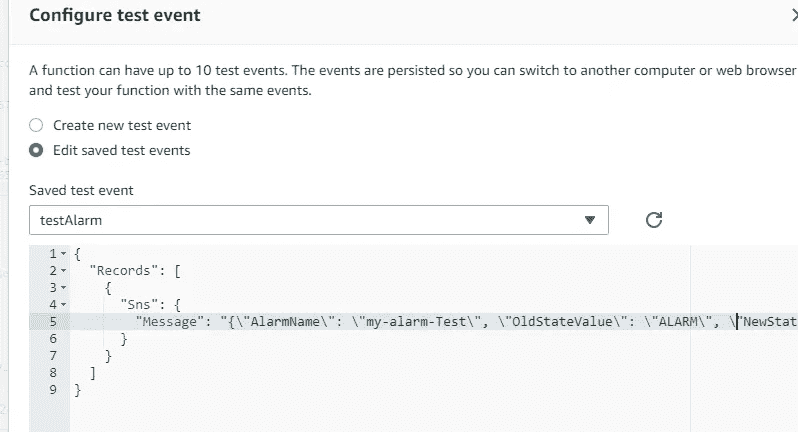 Configure test event
A function can have up to 10 test events. The events are persisted so you can switch to another computer or web browser
and test your function with the same events.
Create new test event
Edit saved test events
Saved test event
testAlarm
1 {
2 "Records": [
3 {
4 "Sns": {
5 "Message": "{\"AlarmName\": \"my-alarm-Test\", \"OldStateValue\": \"ALARM\", \"NewStat
6 }
7 }
8 ]
9 }